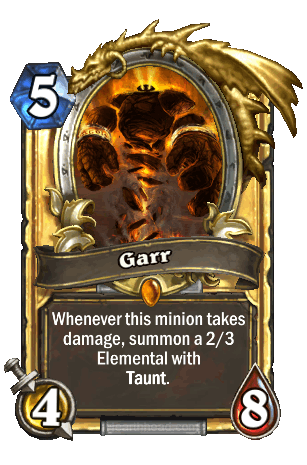 5
Garr
Whenever this minion takes
damage, summon a 2/3
Elemental with
Taunt.
4
8